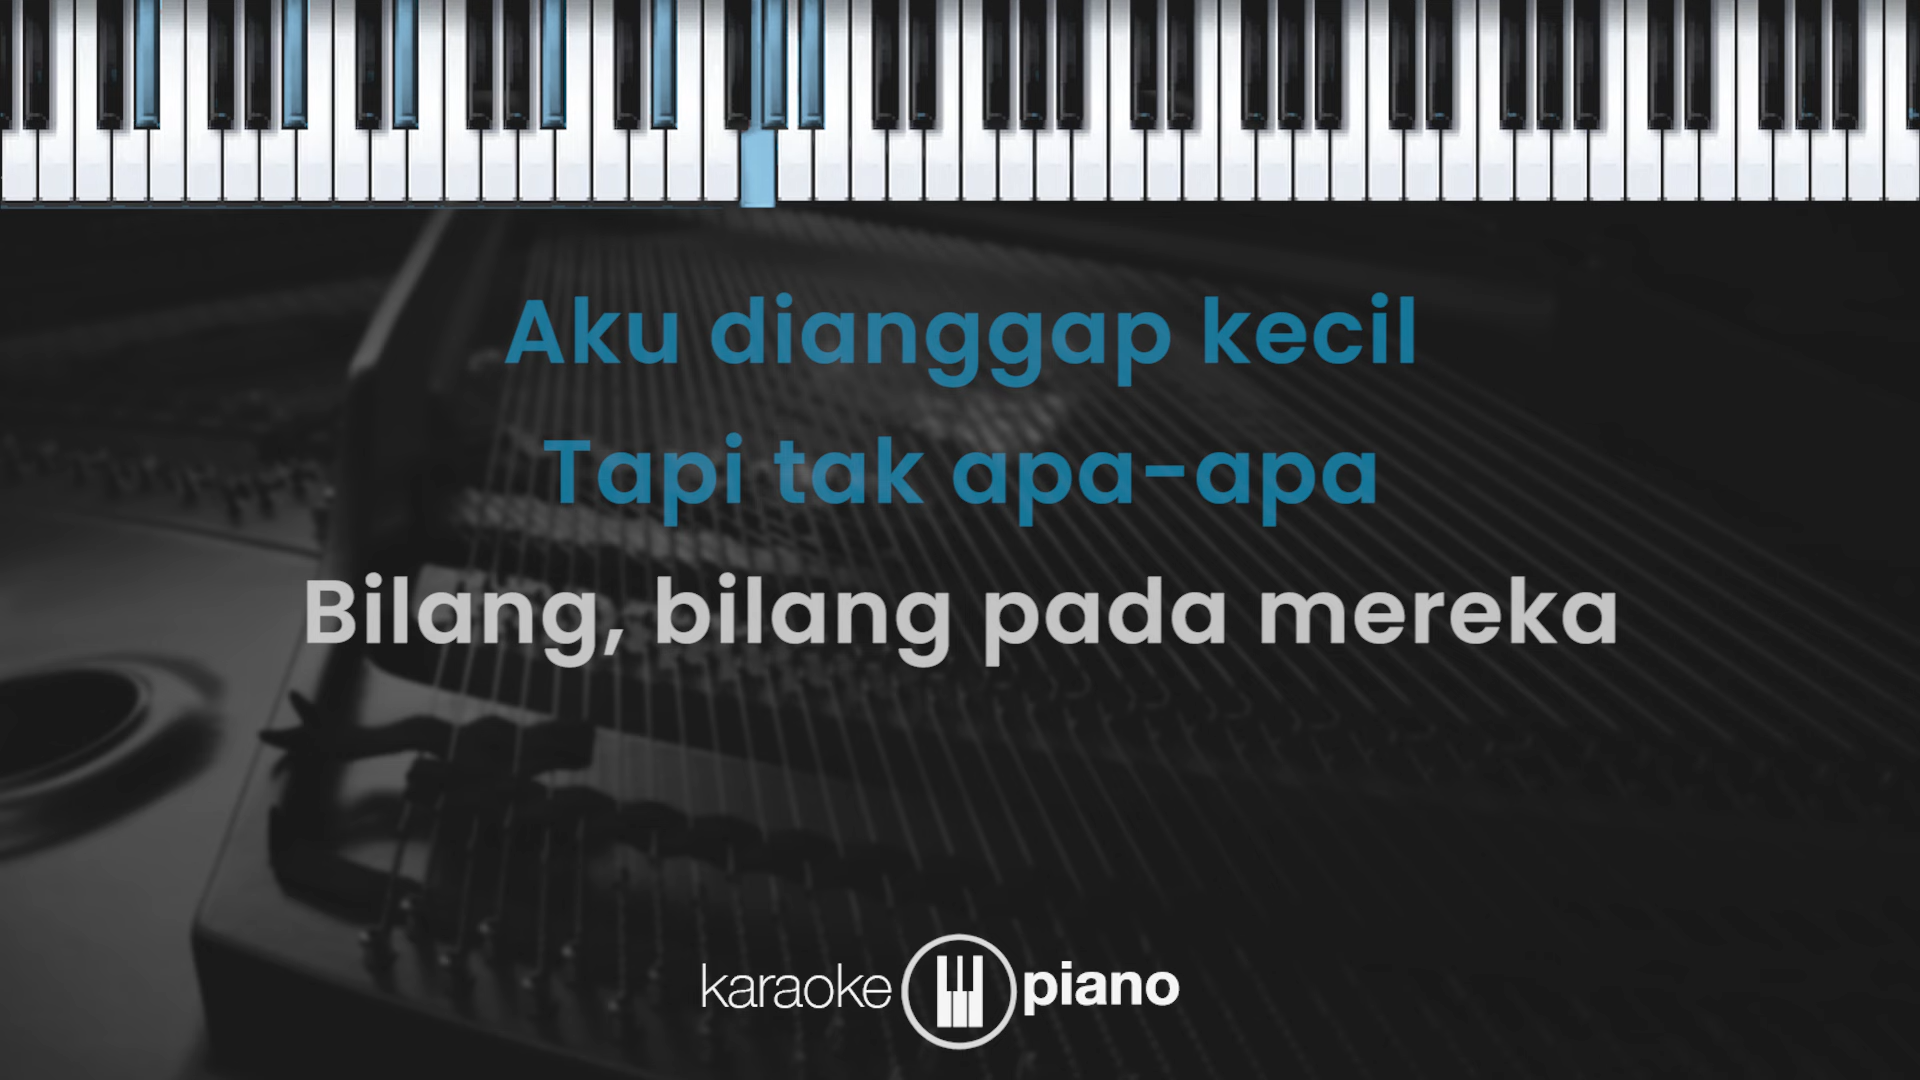 Aku dianggap kecil
Tapi tak apa-apa
Bilang, bilang pada mereka
karaoke piano